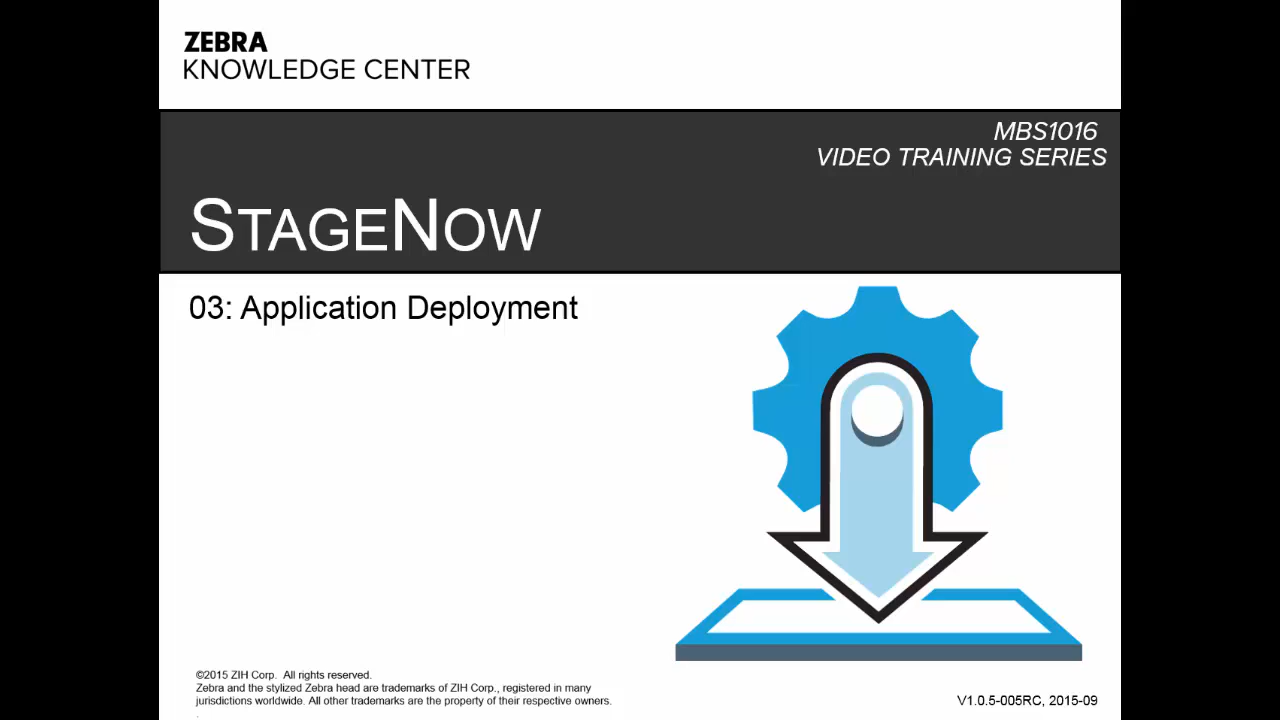 ZEBRA
KNOWLEDGE CENTER
MBS1016
VIDEO TRAINING SERIES
STAGENOW
03: Application Deployment
©2015 ZIH Corp. All rights reserved.
Zebra and the stylized Zebra head are trademarks of ZIH Corp., registered in many
jurisdictions worldwide. All other trademarks are the property of their respective owners.
V1.0.5-005RC, 2015-09